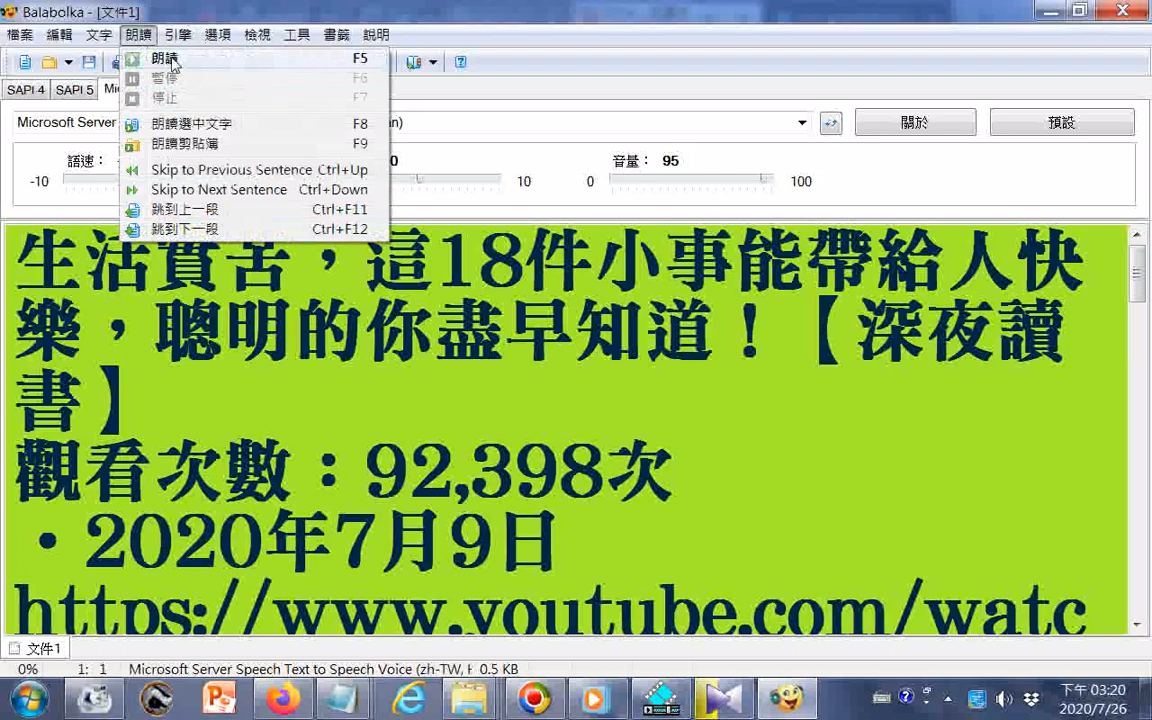 Balabolka - [文件1]
檔案 編輯 文字 朗讀 引擎 選項 檢視 工具 書籤 說明
朗讀 F5
暫停 F6
停止 F7
朗讀選中文字 F8
朗讀剪貼簿 F9
Skip to Previous Sentence Ctrl+Up
Skip to Next Sentence Ctrl+Down
跳到上一段 Ctrl+F11
跳到下一段 Ctrl+F12
SAPI 4 SAPI 5
Microsoft Server
關於 預設
語速： 音量： 95
-10 10 0 100
生活實苦，這18件小事能帶給人快
樂，聰明的你盡早知道！【深夜讀
書】
觀看次數：92,398次
•2020年7月9日
https://www.youtube.com/watc
文件1
0% 1: 1 Microsoft Server Speech Text to Speech Voice (zh-TW, 0.5 KB
下午 03:20
2020/7/26